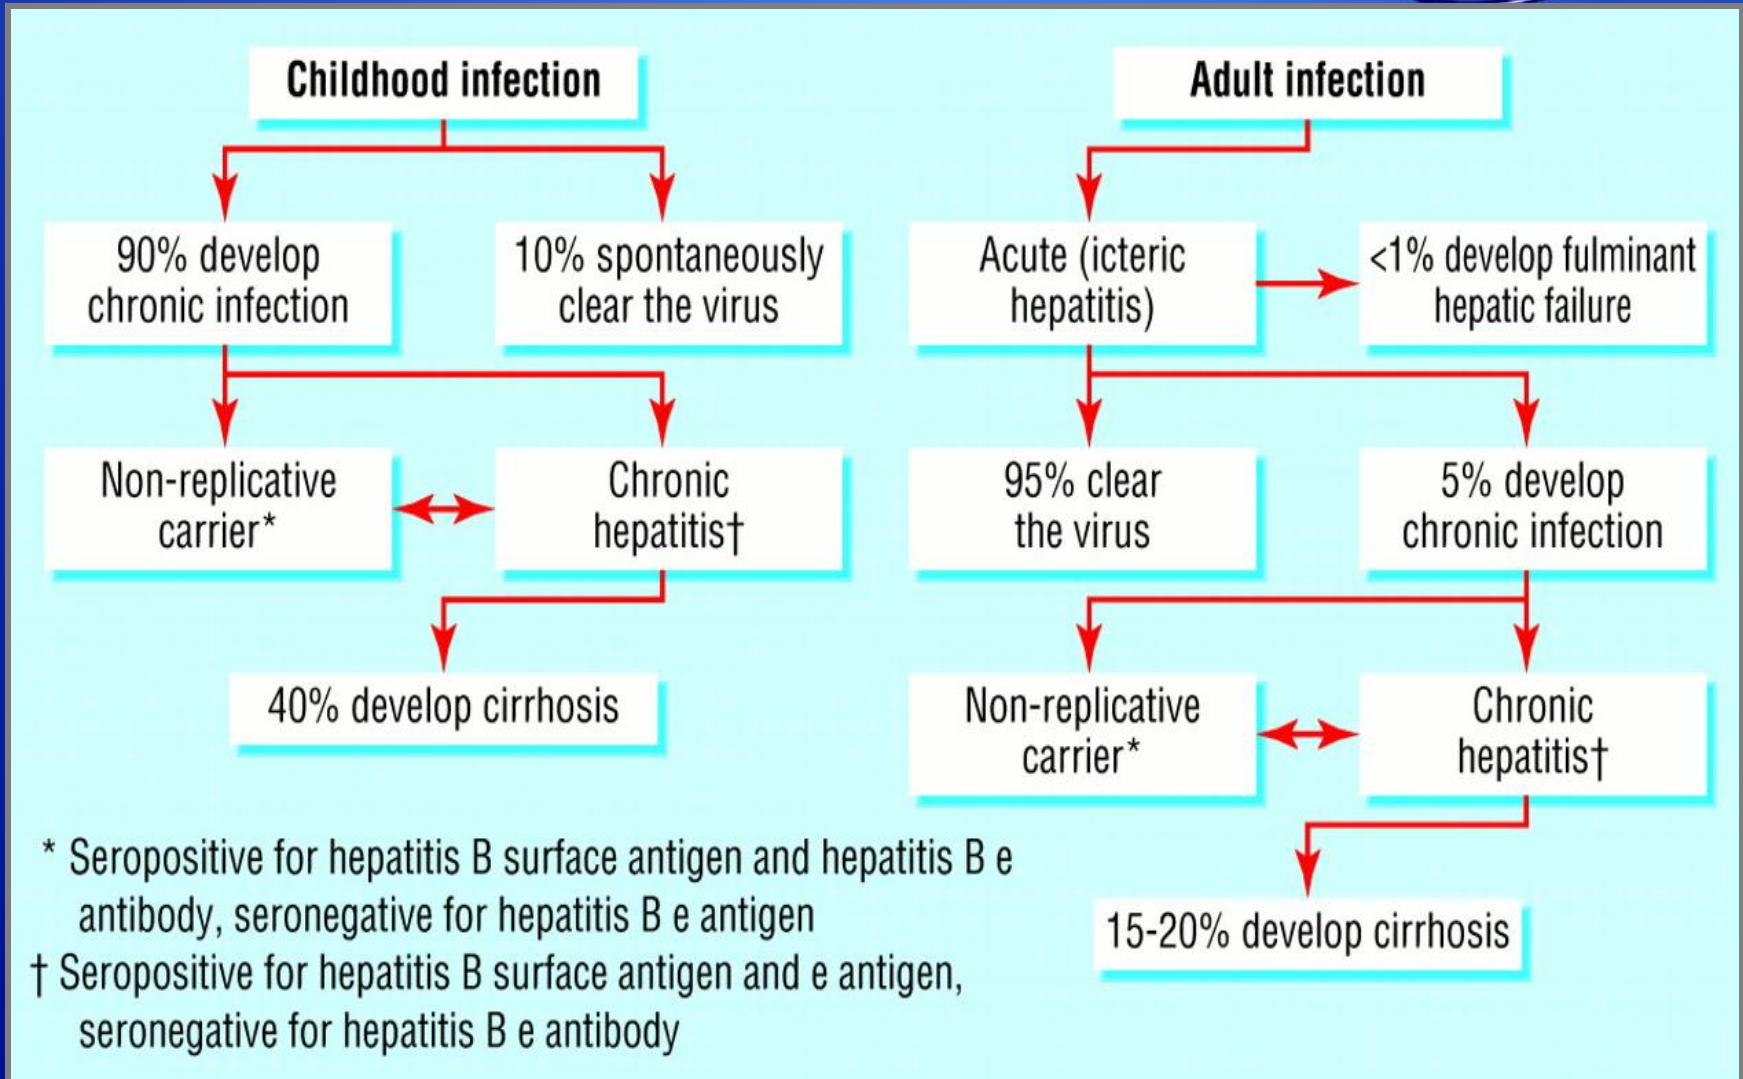 Childhood infection
90% develop
chronic infection
10% spontaneously
clear the virus
Non-replicative
carrier*
Chronic
hepatitis†
40% develop cirrhosis
Adult infection
Acute (icteric
hepatitis)
<1% develop fulminant
hepatic failure
95% clear
the virus
5% develop
chronic infection
Non-replicative
carrier*
Chronic
hepatitis†
15-20% develop cirrhosis
* Seropositive for hepatitis B surface antigen and hepatitis B e
antibody, seronegative for hepatitis B e antigen
† Seropositive for hepatitis B surface antigen and e antigen,
seronegative for hepatitis B e antibody